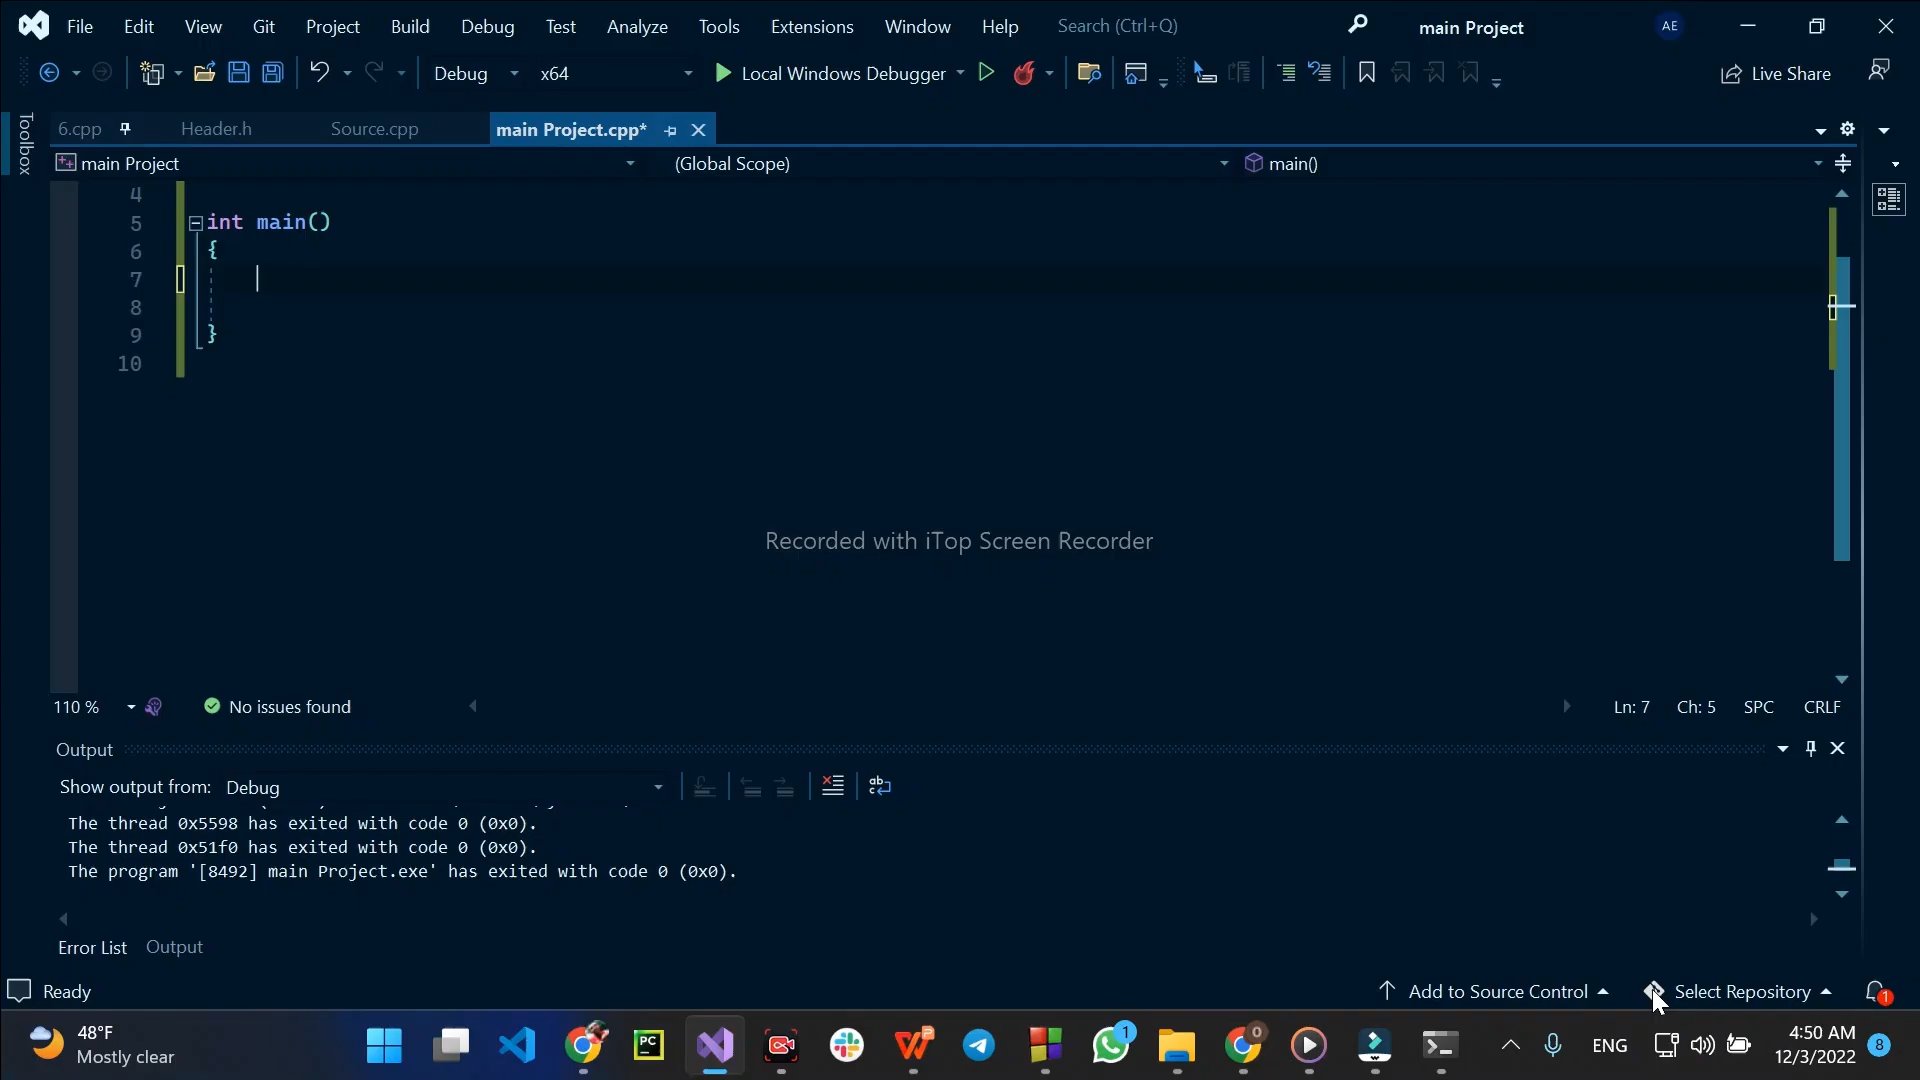 File Edit View Git Project Build Debug Test Analyze Tools Extensions Window Help Search (Ctrl+Q) main Project AE
Debug x64 Local Windows Debugger Live Share
Toolbox
6.cpp Header.h Source.cpp main Project.cpp*
main Project (Global Scope) main()
4
5 int main()
6 {
7
8
9 }
10
Recorded with iTop Screen Recorder
110 % No issues found Ln: 7 Ch: 5 SPC CRLF
Output
Show output from: Debug
The thread 0x5598 has exited with code 0 (0x0).
The thread 0x51f0 has exited with code 0 (0x0).
The program '[8492] main Project.exe' has exited with code 0 (0x0).
Error List Output
Ready Add to Source Control Select Repository 1
48°F
Mostly clear
PC
1
0
ENG
4:50 AM
12/3/2022
8